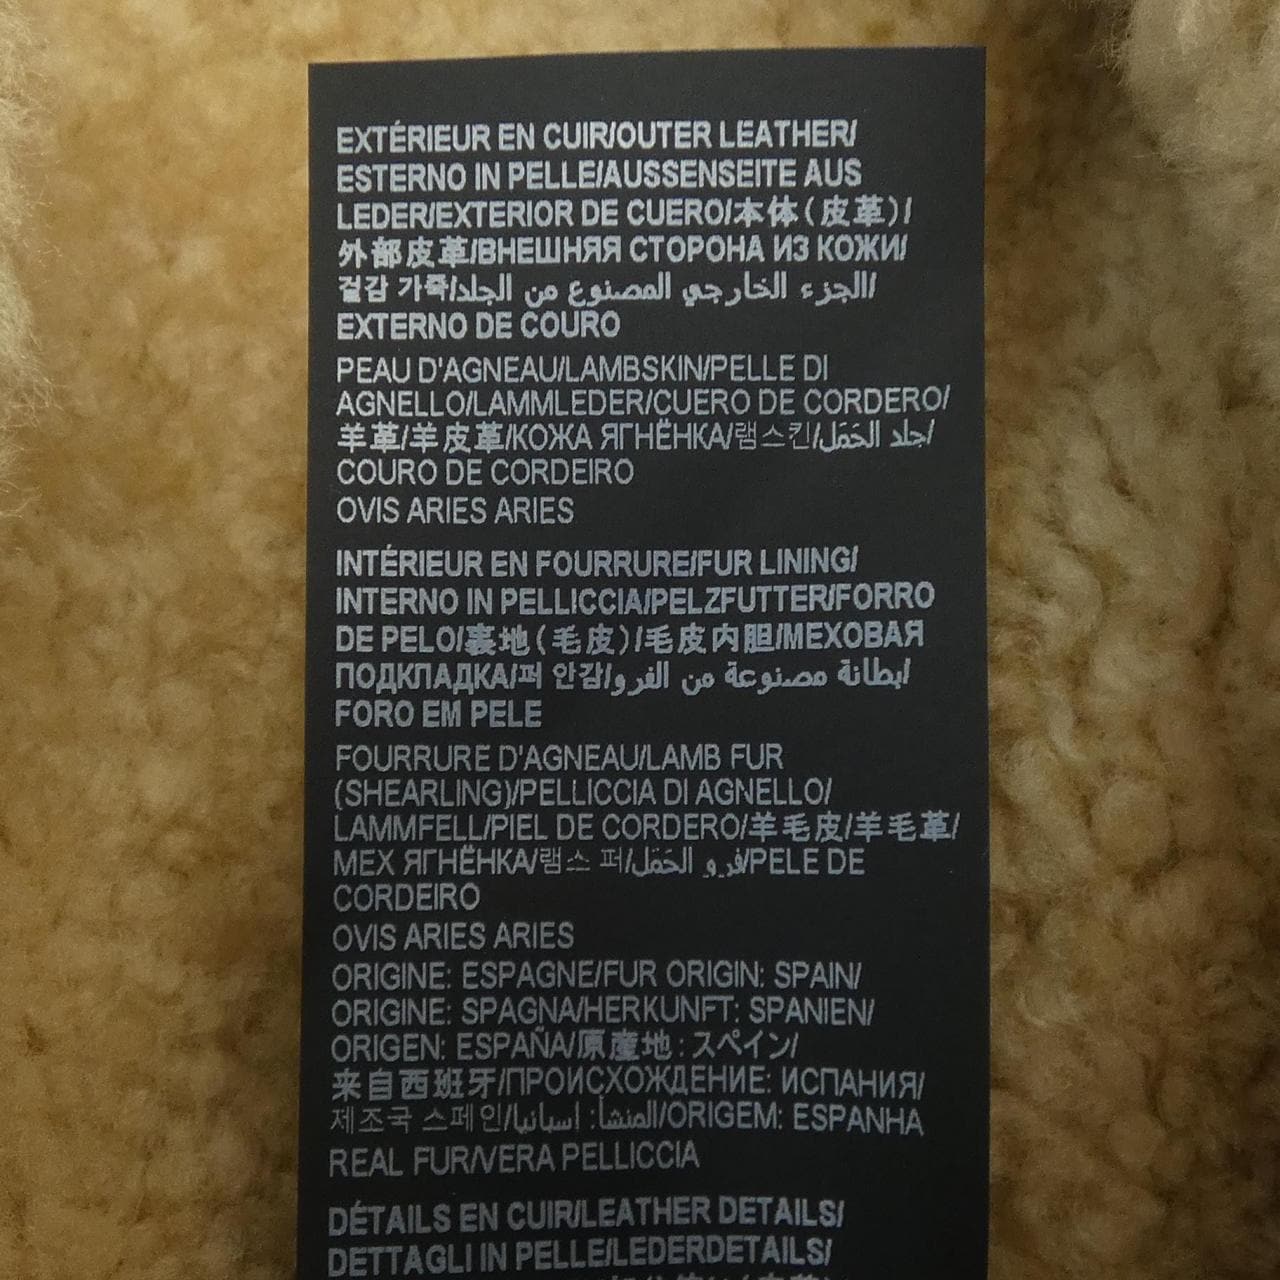 EXTÉRIEUR EN CUIR/OUTER LEATHER/
ESTERNO IN PELLE/AUSSENSEITE AUS
LEDER/EXTERIOR DE CUERO/本体(皮革)/
外部皮革/ВНЕШНЯЯ СТОРОНА ИЗ КОЖИ/
겉감 가죽/الجزء الخارجي المصنوع من الجلد/
EXTERNO DE COURO
PEAU D'AGNEAU/LAMBSKIN/PELLE DI
AGNELLO/LAMMLEDER/CUERO DE CORDERO/
羊革/羊皮革/КОЖА ЯГНЁНКА/램스킨/جلد الحَمَل/
COURO DE CORDEIRO
OVIS ARIES ARIES
INTÉRIEUR EN FOURRURE/FUR LINING/
INTERNO IN PELLICCIA/PELZFUTTER/FORRO
DE PELO/裏地(毛皮)/毛皮内胆/МЕХОВАЯ
ПОДКЛАДКА/퍼 안감/بطانة مصنوعة من الفرو/
FORO EM PELE
FOURRURE D'AGNEAU/LAMB FUR
(SHEARLING)/PELLICCIA DI AGNELLO/
LAMMFELL/PIEL DE CORDERO/羊毛皮/羊毛革/
МЕХ ЯГНЁНКА/램스 퍼/فرو الحَمَل/PELE DE
CORDEIRO
OVIS ARIES ARIES
ORIGINE: ESPAGNE/FUR ORIGIN: SPAIN/
ORIGINE: SPAGNA/HERKUNFT: SPANIEN/
ORIGEN: ESPAÑA/原産地:スペイン/
来自西班牙/ПРОИСХОЖДЕНИЕ: ИСПАНИЯ/
제조국 스페인/المنشأ: إسبانيا/ORIGEM: ESPANHA
REAL FUR/VERA PELLICCIA
DÉTAILS EN CUIR/LEATHER DETAILS/
DETTAGLI IN PELLE/LEDERDETAILS/